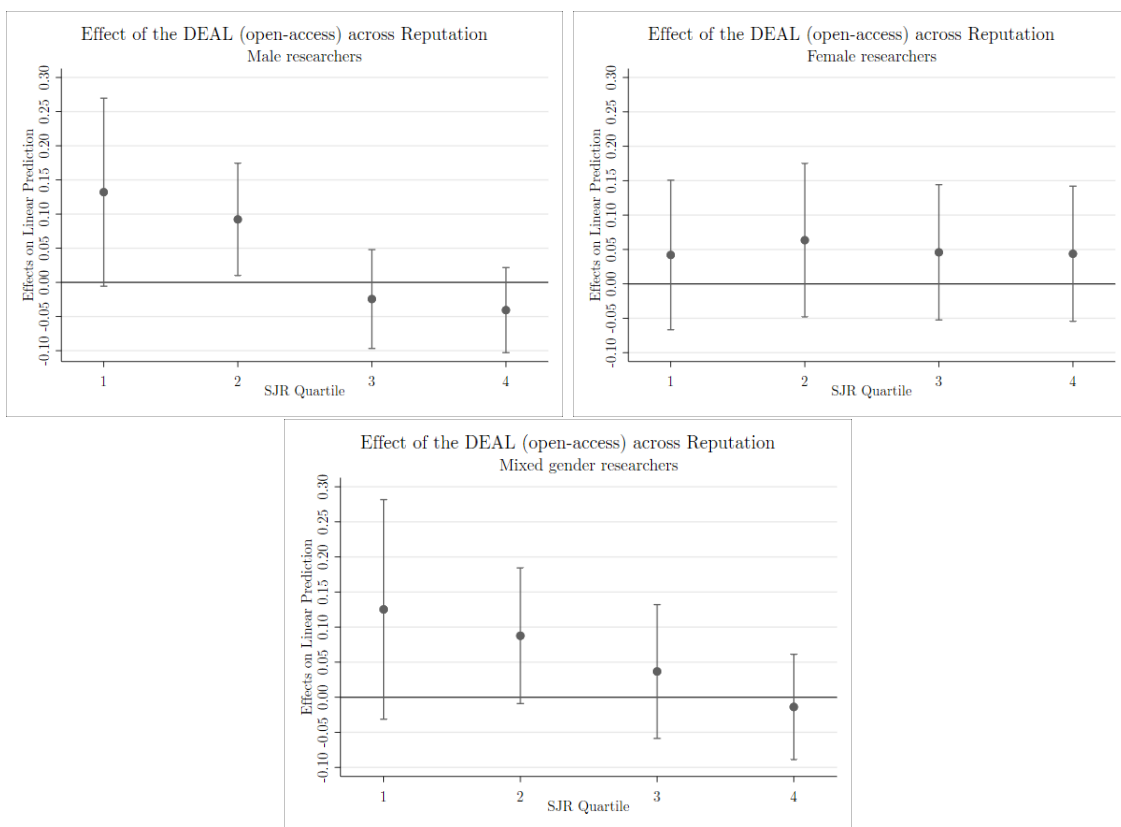 Effect of the DEAL (open-access) across Reputation
Male researchers
Effects on Linear Prediction
0.30
0.25
0.20
0.15
0.10
0.05
0.00
-0.05
-0.10
1 2 3 4
SJR Quartile
Effect of the DEAL (open-access) across Reputation
Female researchers
Effects on Linear Prediction
0.30
0.25
0.20
0.15
0.10
0.05
0.00
-0.05
-0.10
1 2 3 4
SJR Quartile
Effect of the DEAL (open-access) across Reputation
Mixed gender researchers
Effects on Linear Prediction
0.30
0.25
0.20
0.15
0.10
0.05
0.00
-0.05
-0.10
1 2 3 4
SJR Quartile